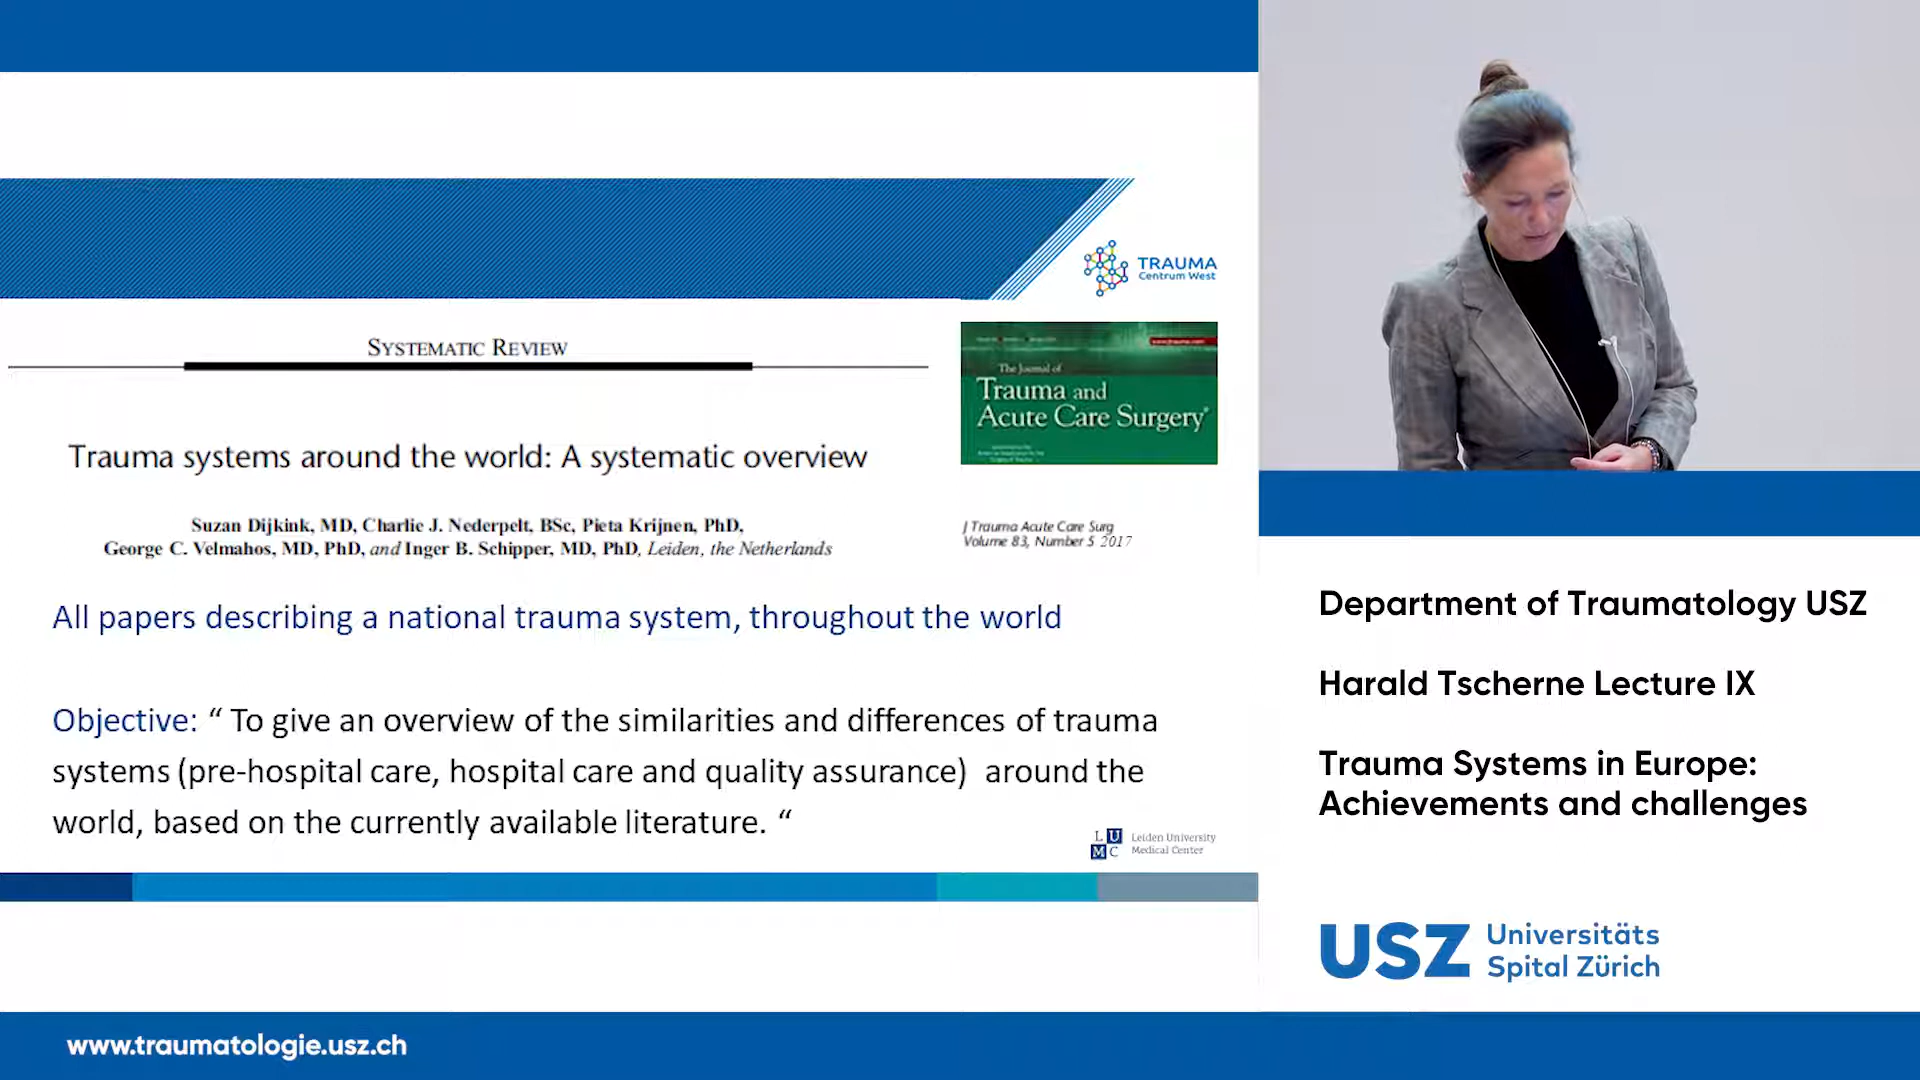 TRAUMA
Centrum West
SYSTEMATIC REVIEW
www.jtrauma.com
The Journal of
Trauma and
Acute Care Surgery®
Trauma systems around the world: A systematic overview
Suzan Dijkink, MD, Charlie J. Nederpelt, BSc, Pieta Krijnen, PhD,
George C. Velmahos, MD, PhD, and Inger B. Schipper, MD, PhD, Leiden, the Netherlands
J Trauma Acute Care Surg
Volume 83, Number 5 2017
All papers describing a national trauma system, throughout the world
Objective: “ To give an overview of the similarities and differences of trauma
systems (pre-hospital care, hospital care and quality assurance) around the
world, based on the currently available literature. “
L U
M C
Leiden University
Medical Center
Department of Traumatology USZ
Harald Tscherne Lecture IX
Trauma Systems in Europe:
Achievements and challenges
USZ Universitäts
Spital Zürich
www.traumatologie.usz.ch